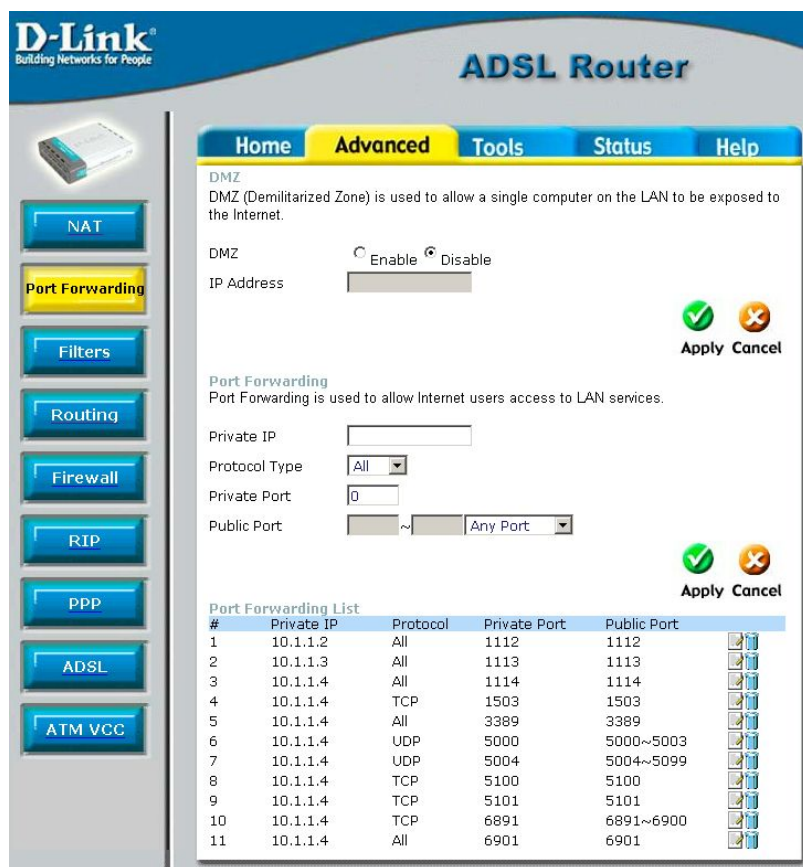 D-Link
Building Networks for People
ADSL Router
Home Advanced Tools Status Help
NAT
Port Forwarding
Filters
Routing
Firewall
RIP
PPP
ADSL
ATM VCC
DMZ
DMZ (Demilitarized Zone) is used to allow a single computer on the LAN to be exposed to
the Internet.
DMZ Enable Disable
IP Address
Apply Cancel
Port Forwarding
Port Forwarding is used to allow Internet users access to LAN services.
Private IP
Protocol Type All
Private Port 0
Public Port ~ Any Port
Apply Cancel
Port Forwarding List
# Private IP Protocol Private Port Public Port
1 10.1.1.2 All 1112 1112
2 10.1.1.3 All 1113 1113
3 10.1.1.4 All 1114 1114
4 10.1.1.4 TCP 1503 1503
5 10.1.1.4 All 3389 3389
6 10.1.1.4 UDP 5000 5000~5003
7 10.1.1.4 UDP 5004 5004~5099
8 10.1.1.4 TCP 5100 5100
9 10.1.1.4 TCP 5101 5101
10 10.1.1.4 TCP 6891 6891~6900
11 10.1.1.4 All 6901 6901